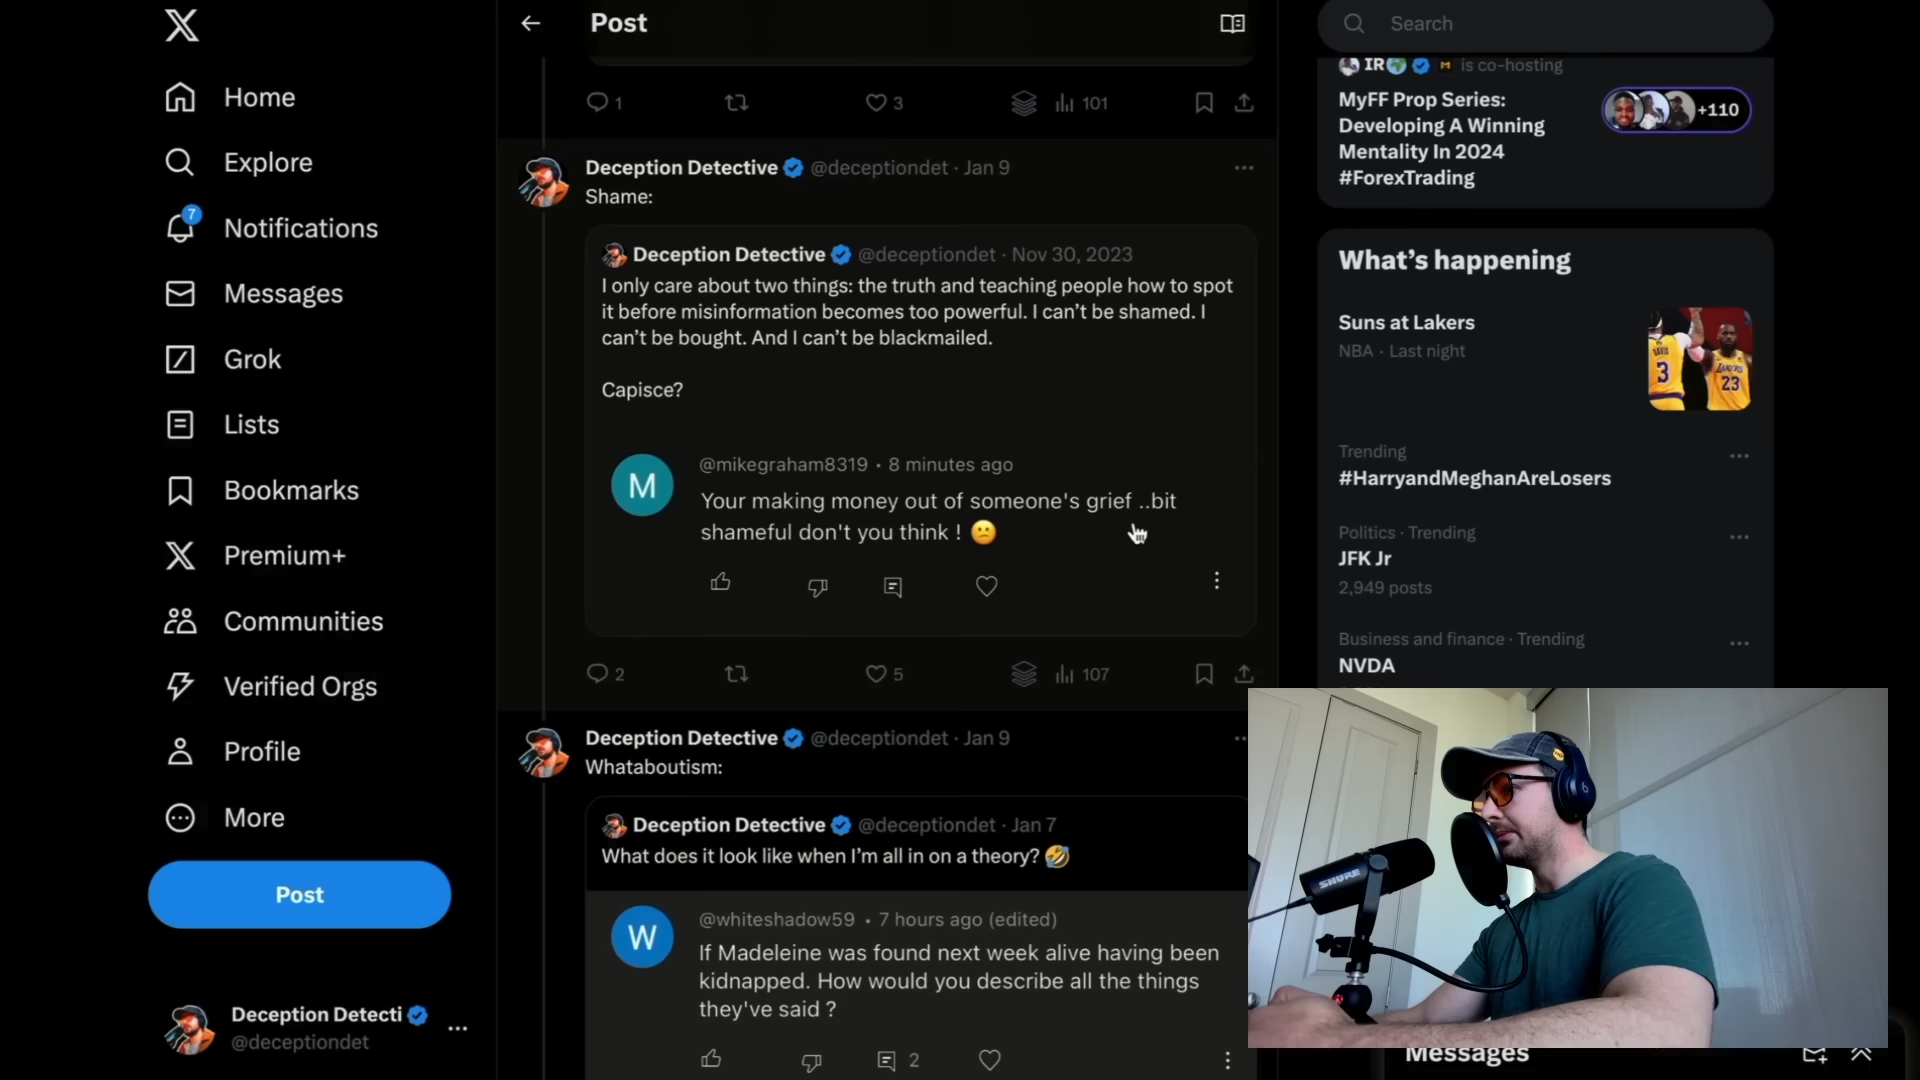 Post
Search
Home
Explore
7
Notifications
Messages
Grok
Lists
Bookmarks
Premium+
Communities
Verified Orgs
Profile
More
Post
Deception Detecti
@deceptiondet
1
3
101
Deception Detective @deceptiondet · Jan 9
Shame:
Deception Detective @deceptiondet · Nov 30, 2023
I only care about two things: the truth and teaching people how to spot
it before misinformation becomes too powerful. I can't be shamed. I
can't be bought. And I can't be blackmailed.
Capisce?
M
@mikegraham8319 • 8 minutes ago
Your making money out of someone's grief ..bit
shameful don't you think ! 😕
2
5
107
Deception Detective @deceptiondet · Jan 9
Whataboutism:
Deception Detective @deceptiondet · Jan 7
What does it look like when I'm all in on a theory? 🤣
W
@whiteshadow59 • 7 hours ago (edited)
If Madeleine was found next week alive having been
kidnapped. How would you describe all the things
they've said ?
2
IR🌍 M is co-hosting
MyFF Prop Series:
Developing A Winning
Mentality In 2024
#ForexTrading
+110
What's happening
Suns at Lakers
NBA · Last night
DAVIS
3
LAKERS
23
Trending
#HarryandMeghanAreLosers
Politics · Trending
JFK Jr
2,949 posts
Business and finance · Trending
NVDA
SHURE
Messages